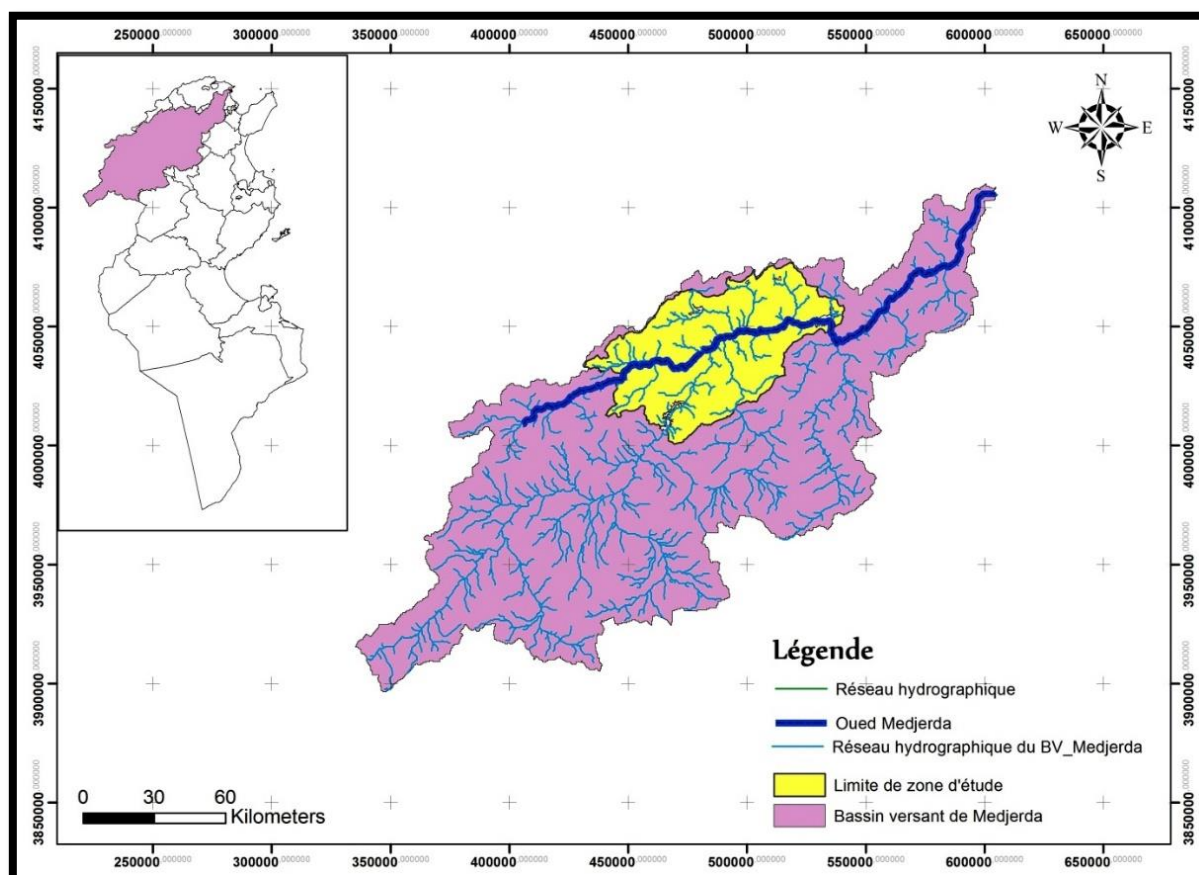 250000,000000 300000,000000 350000,000000 400000,000000 450000,000000 500000,000000 550000,000000 600000,000000 650000,000000
4150000,000000 4150000,000000
N
W E
S
4100000,000000 4100000,000000
4050000,000000 4050000,000000
4000000,000000 4000000,000000
3950000,000000 3950000,000000
3900000,000000 3900000,000000
3850000,000000 3850000,000000
Légende
Réseau hydrographique
Oued Medjerda
Réseau hydrographique du BV_Medjerda
Limite de zone d'étude
Bassin versant de Medjerda
0 30 60
Kilometers
250000,000000 300000,000000 350000,000000 400000,000000 450000,000000 500000,000000 550000,000000 600000,000000 650000,000000